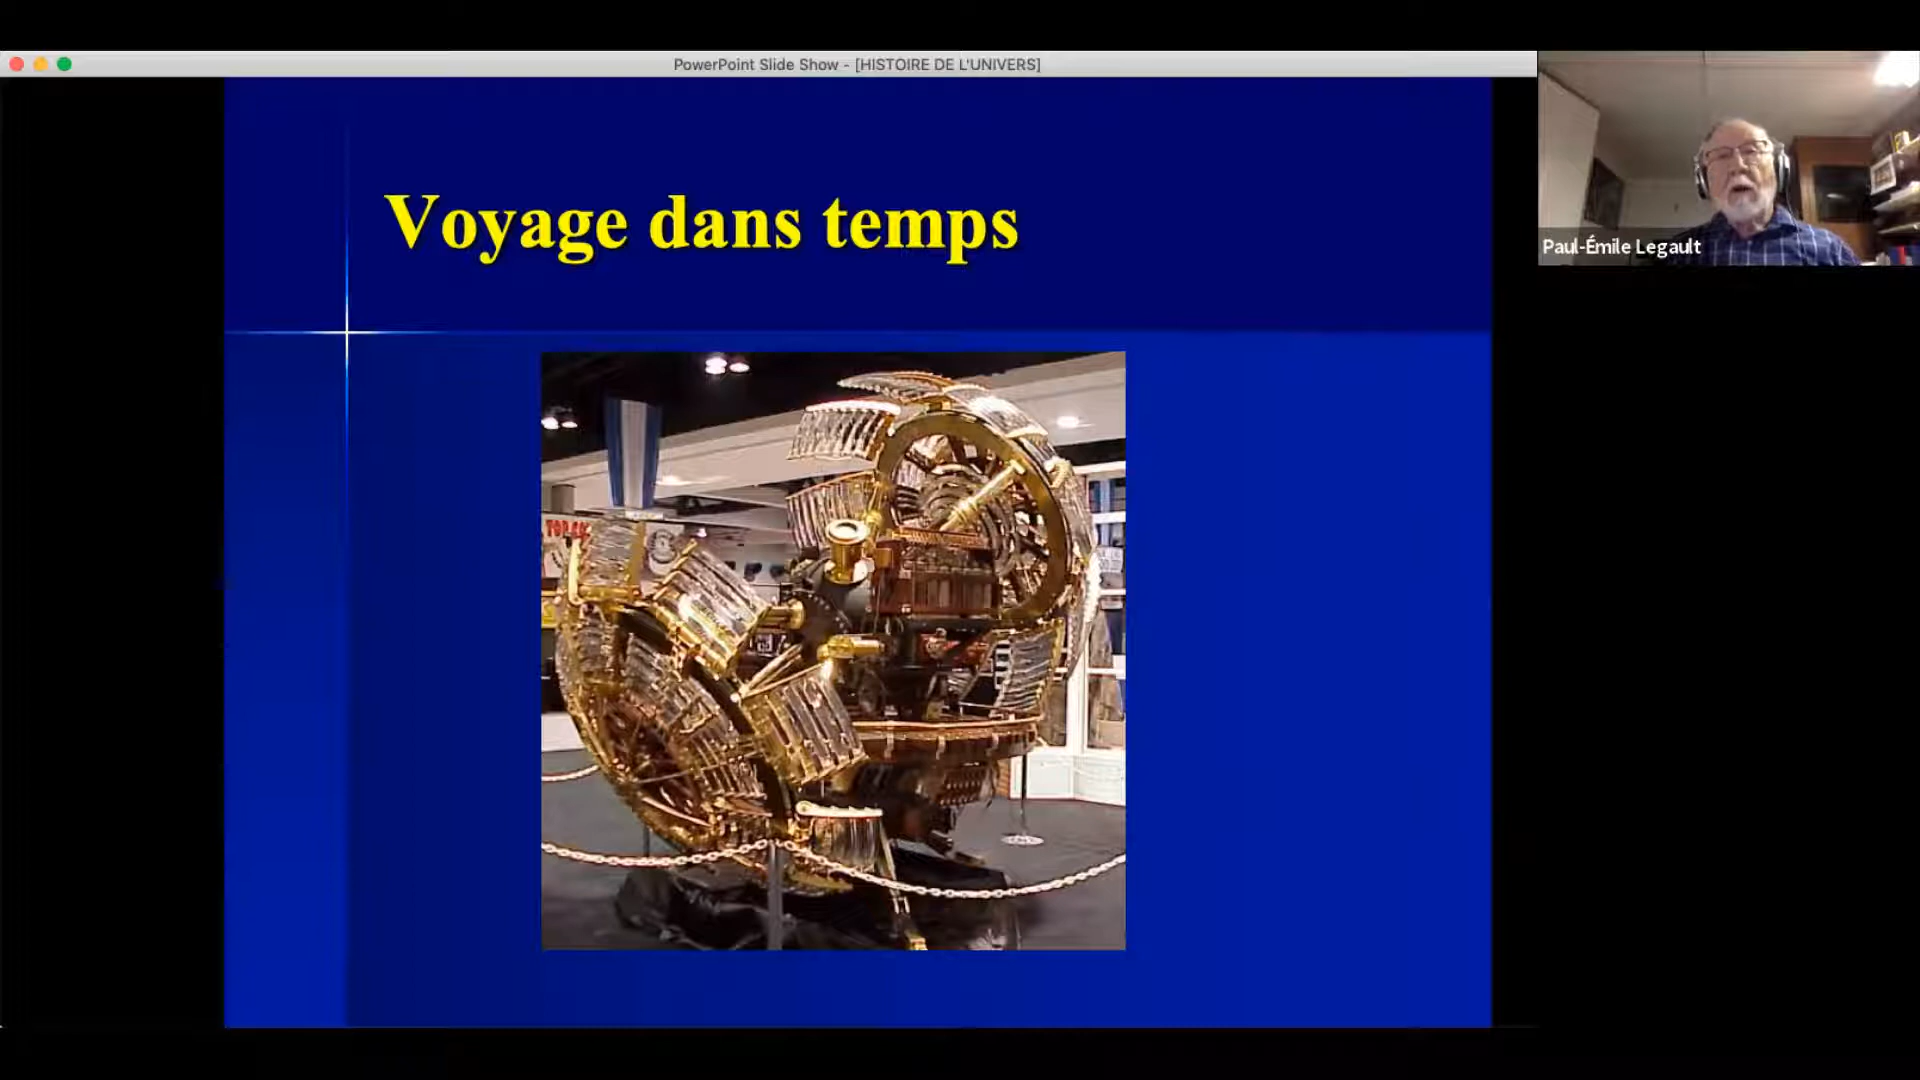 PowerPoint Slide Show - [HISTOIRE DE L'UNIVERS]
Voyage dans temps
Paul-Émile Legault